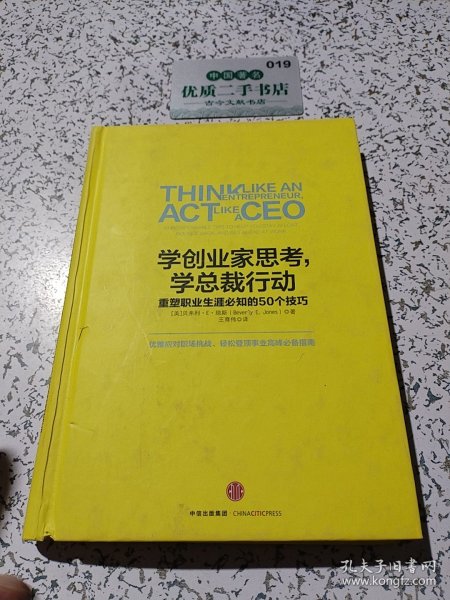 019
中国著名
优质二手书店
古今文献书店
THINK LIKE AN ENTREPRENEUR,
ACT LIKE A CEO
学创业家思考,
学总裁行动
重塑职业生涯必知的50个技巧
[美]贝弗利·E·琼斯（Beverly E. Jones）著
王喜伟◎译
优雅应对职场挑战、轻松登顶事业高峰必备指南
中信出版集团 CHINACITICPRESS
孔夫子旧书网
www.kongfz.com